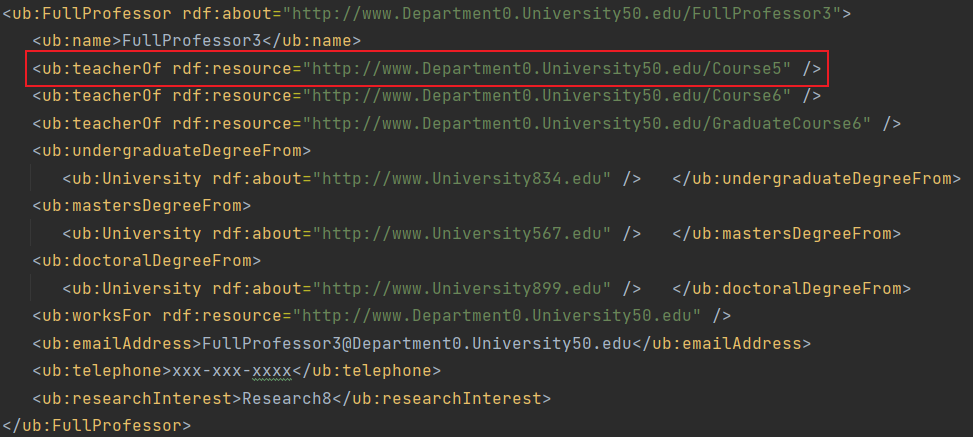 <ub:FullProfessor rdf:about="http://www.Department0.University50.edu/FullProfessor3">
<ub:name>FullProfessor3</ub:name>
<ub:teacherOf rdf:resource="http://www.Department0.University50.edu/Course5" />
<ub:teacherOf rdf:resource="http://www.Department0.University50.edu/Course6" />
<ub:teacherOf rdf:resource="http://www.Department0.University50.edu/GraduateCourse6" />
<ub:undergraduateDegreeFrom>
<ub:University rdf:about="http://www.University834.edu" />   </ub:undergraduateDegreeFrom>
<ub:mastersDegreeFrom>
<ub:University rdf:about="http://www.University567.edu" />   </ub:mastersDegreeFrom>
<ub:doctoralDegreeFrom>
<ub:University rdf:about="http://www.University899.edu" />   </ub:doctoralDegreeFrom>
<ub:worksFor rdf:resource="http://www.Department0.University50.edu" />
<ub:emailAddress>FullProfessor3@Department0.University50.edu</ub:emailAddress>
<ub:telephone>xxx-xxx-xxxx</ub:telephone>
<ub:researchInterest>Research8</ub:researchInterest>
</ub:FullProfessor>